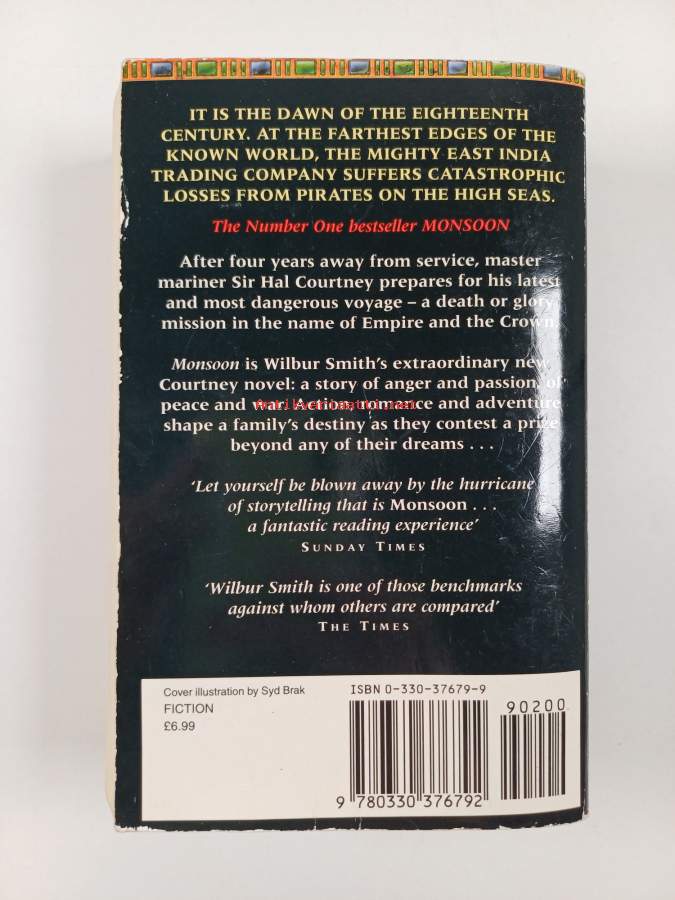 IT IS THE DAWN OF THE EIGHTEENTH
CENTURY. AT THE FARTHEST EDGES OF THE
KNOWN WORLD, THE MIGHTY EAST INDIA
TRADING COMPANY SUFFERS CATASTROPHIC
LOSSES FROM PIRATES ON THE HIGH SEAS.
The Number One bestseller MONSOON
After four years away from service, master
mariner Sir Hal Courtney prepares for his latest
and most dangerous voyage – a death or glory
mission in the name of Empire and the Crown.
Monsoon is Wilbur Smith's extraordinary new
Courtney novel: a story of anger and passion, of
peace and war. Action, romance and adventure
Antikvariaatti.net
shape a family's destiny as they contest a prize
beyond any of their dreams . . .
'Let yourself be blown away by the hurricane
of storytelling that is Monsoon . . .
a fantastic reading experience'
SUNDAY TIMES
'Wilbur Smith is one of those benchmarks
against whom others are compared'
THE TIMES
Cover illustration by Syd Brak
FICTION
£6.99
ISBN 0-330-37679-9
90200
9 780330 376792